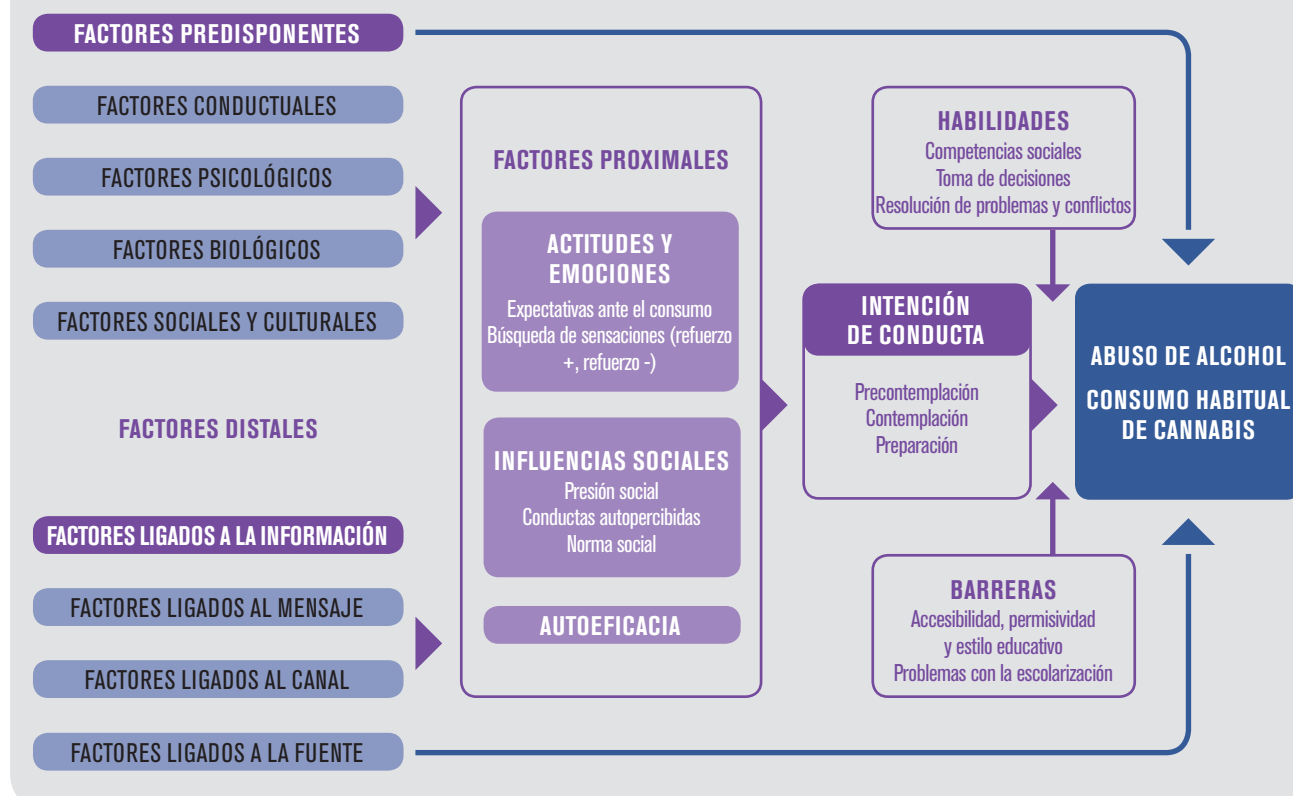 FACTORES PREDISPONENTES
FACTORES CONDUCTUALES
FACTORES PSICOLÓGICOS
FACTORES BIOLÓGICOS
FACTORES SOCIALES Y CULTURALES
FACTORES DISTALES
FACTORES LIGADOS A LA INFORMACIÓN
FACTORES LIGADOS AL MENSAJE
FACTORES LIGADOS AL CANAL
FACTORES LIGADOS A LA FUENTE
FACTORES PROXIMALES
ACTITUDES Y
EMOCIONES
Expectativas ante el consumo
Búsqueda de sensaciones (refuerzo
+, refuerzo -)
INFLUENCIAS SOCIALES
Presión social
Conductas autopercibidas
Norma social
AUTOEFICACIA
HABILIDADES
Competencias sociales
Toma de decisiones
Resolución de problemas y conflictos
INTENCIÓN
DE CONDUCTA
Precontemplación
Contemplación
Preparación
BARRERAS
Accesibilidad, permisividad
y estilo educativo
Problemas con la escolarización
ABUSO DE ALCOHOL
CONSUMO HABITUAL
DE CANNABIS